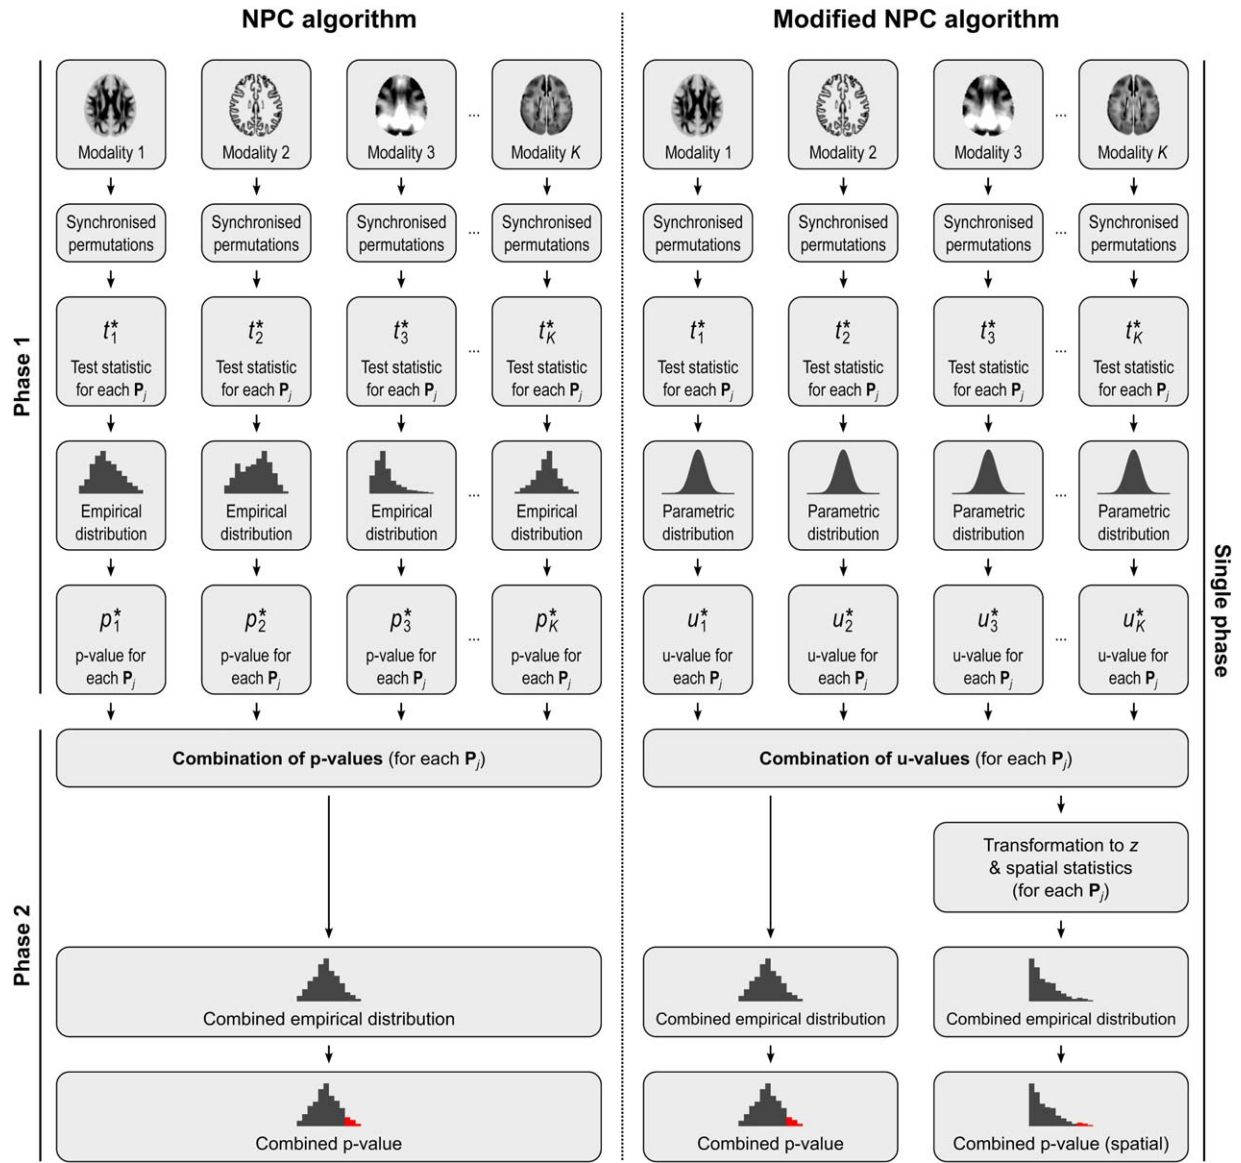 NPC algorithm
Modified NPC algorithm
Modality 1
Modality 2
Modality 3
...
Modality K
Modality 1
Modality 2
Modality 3
...
Modality K
Synchronised
permutations
Synchronised
permutations
Synchronised
permutations
...
Synchronised
permutations
Synchronised
permutations
Synchronised
permutations
Synchronised
permutations
...
Synchronised
permutations
Phase 1
t*1
Test statistic
for each Pj
t*2
Test statistic
for each Pj
t*3
Test statistic
for each Pj
...
t*K
Test statistic
for each Pj
t*1
Test statistic
for each Pj
t*2
Test statistic
for each Pj
t*3
Test statistic
for each Pj
...
t*K
Test statistic
for each Pj
Empirical
distribution
Empirical
distribution
Empirical
distribution
...
Empirical
distribution
Parametric
distribution
Parametric
distribution
Parametric
distribution
...
Parametric
distribution
Single phase
p*1
p-value for
each Pj
p*2
p-value for
each Pj
p*3
p-value for
each Pj
...
p*K
p-value for
each Pj
u*1
u-value for
each Pj
u*2
u-value for
each Pj
u*3
u-value for
each Pj
...
u*K
u-value for
each Pj
Phase 2
Combination of p-values (for each Pj)
Combination of u-values (for each Pj)
Transformation to z
& spatial statistics
(for each Pj)
Combined empirical distribution
Combined empirical distribution
Combined empirical distribution
Combined p-value
Combined p-value
Combined p-value (spatial)